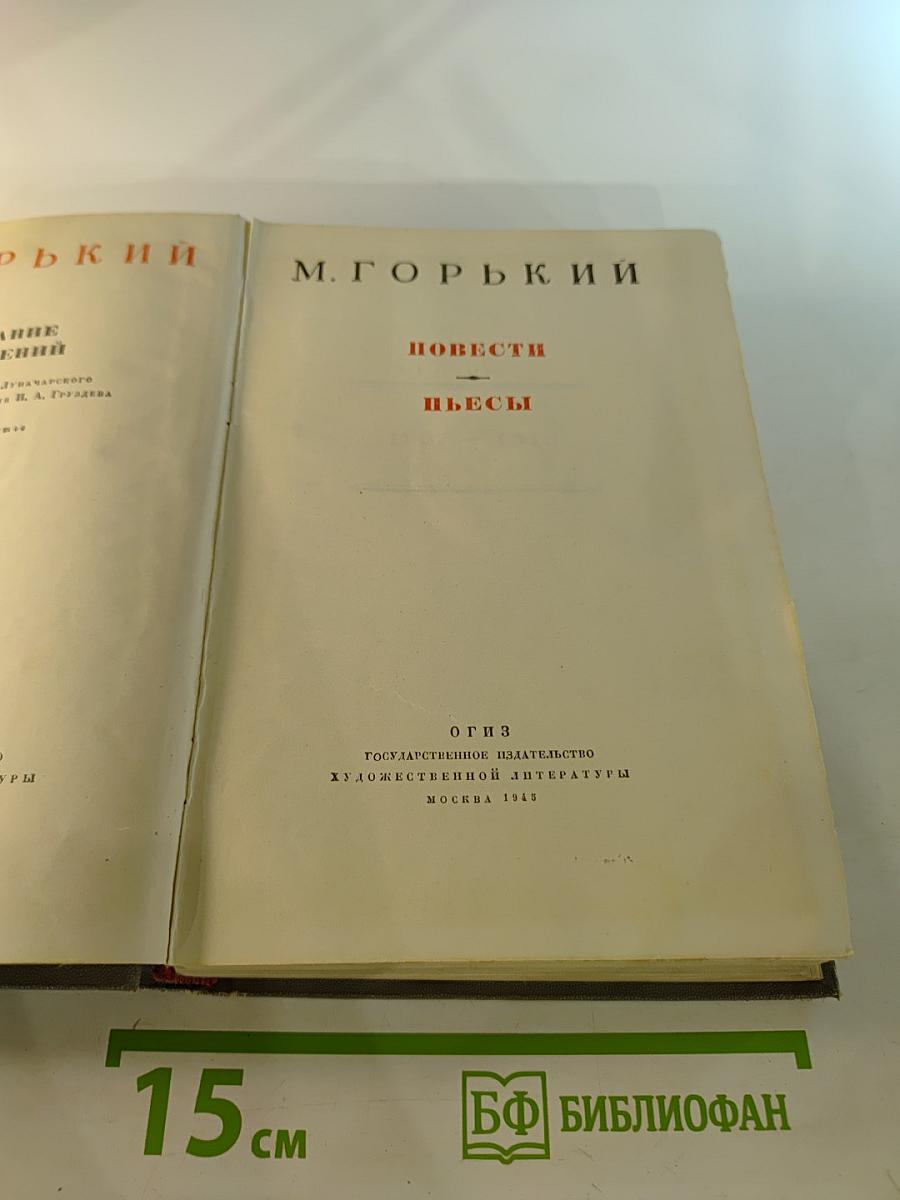 РЬКИЙ
АНИЕ
ЕНИЙ
Луначарского
И. А. Груздева
УРЫ
М. ГОРЬКИЙ
ПОВЕСТИ
ПЬЕСЫ
ОГИЗ
ГОСУДАРСТВЕННОЕ ИЗДАТЕЛЬСТВО
ХУДОЖЕСТВЕННОЙ ЛИТЕРАТУРЫ
МОСКВА 1945
15 см
БФ БИБЛИОФАН